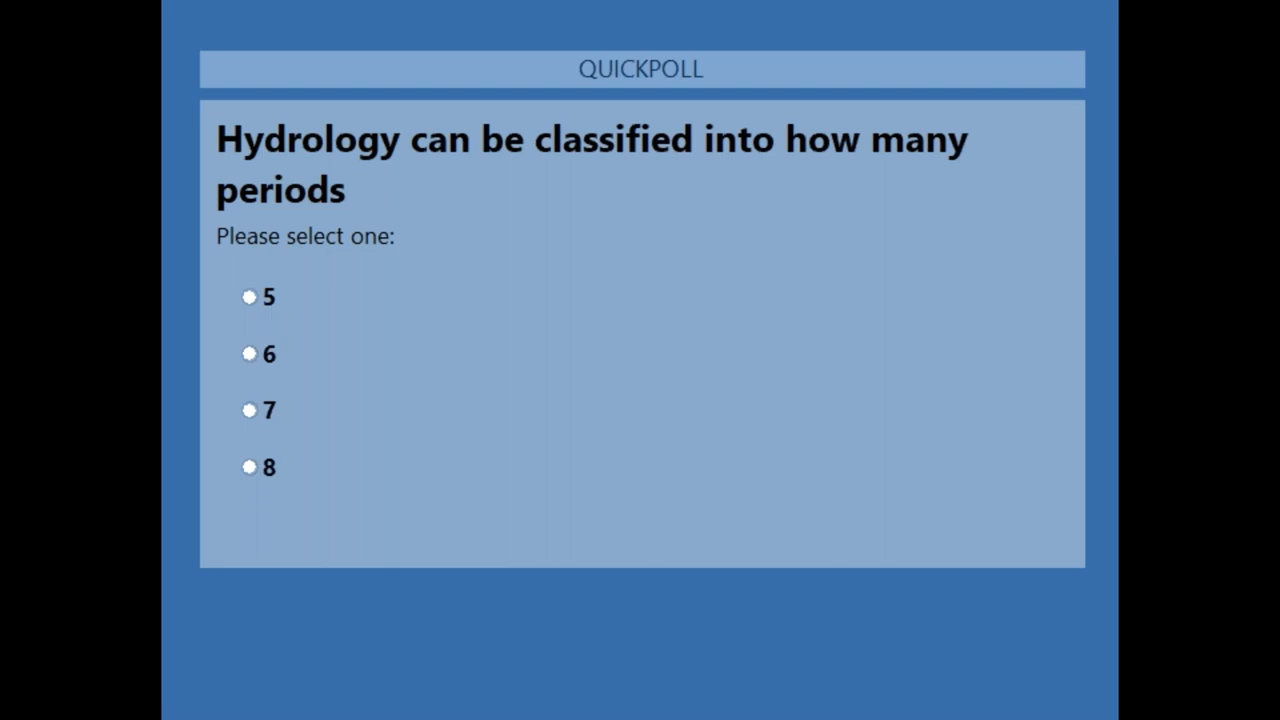 QUICKPOLL
Hydrology can be classified into how many
periods
Please select one:
5
6
7
8